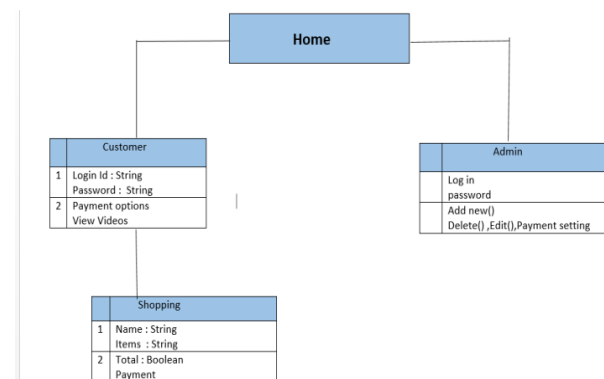 Home
Customer
1 Login Id : String
Password : String
2 Payment options
View Videos
Admin
Log in
password
Add new()
Delete() ,Edit(),Payment setting
Shopping
1 Name : String
Items : String
2 Total : Boolean
Payment